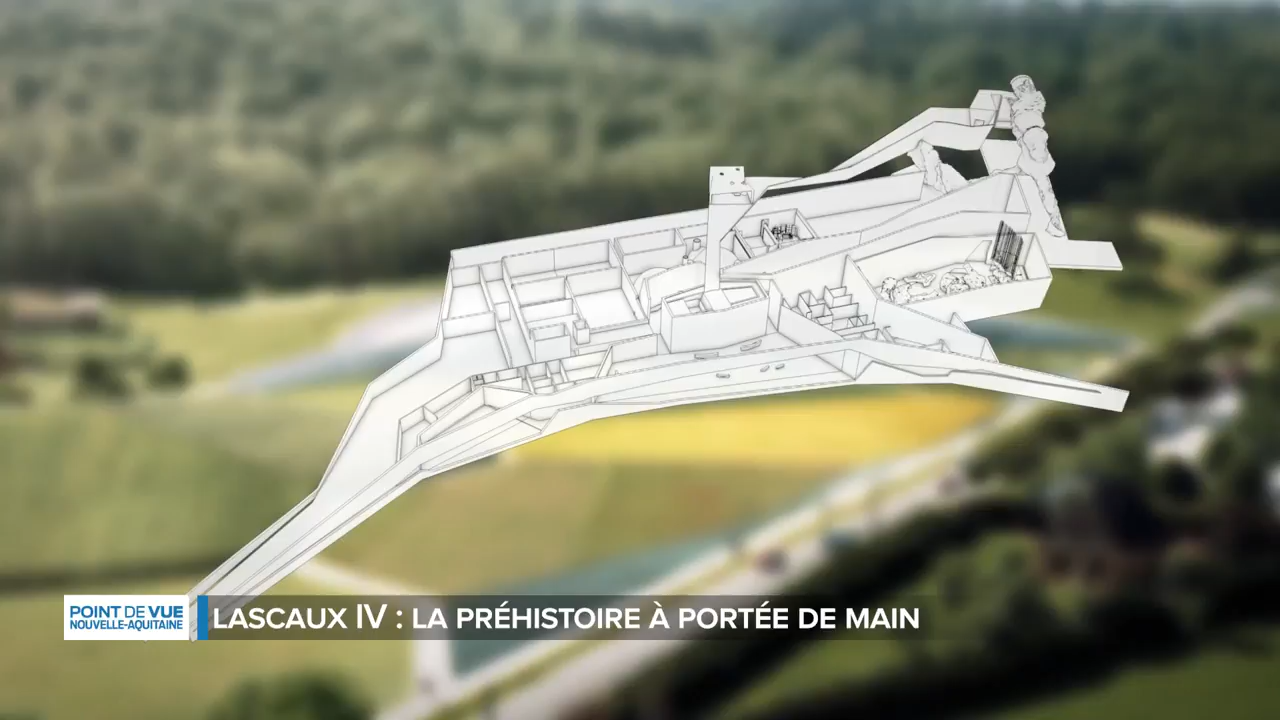 POINT DE VUE
NOUVELLE-AQUITAINE
LASCAUX IV : LA PRÉHISTOIRE À PORTÉE DE MAIN